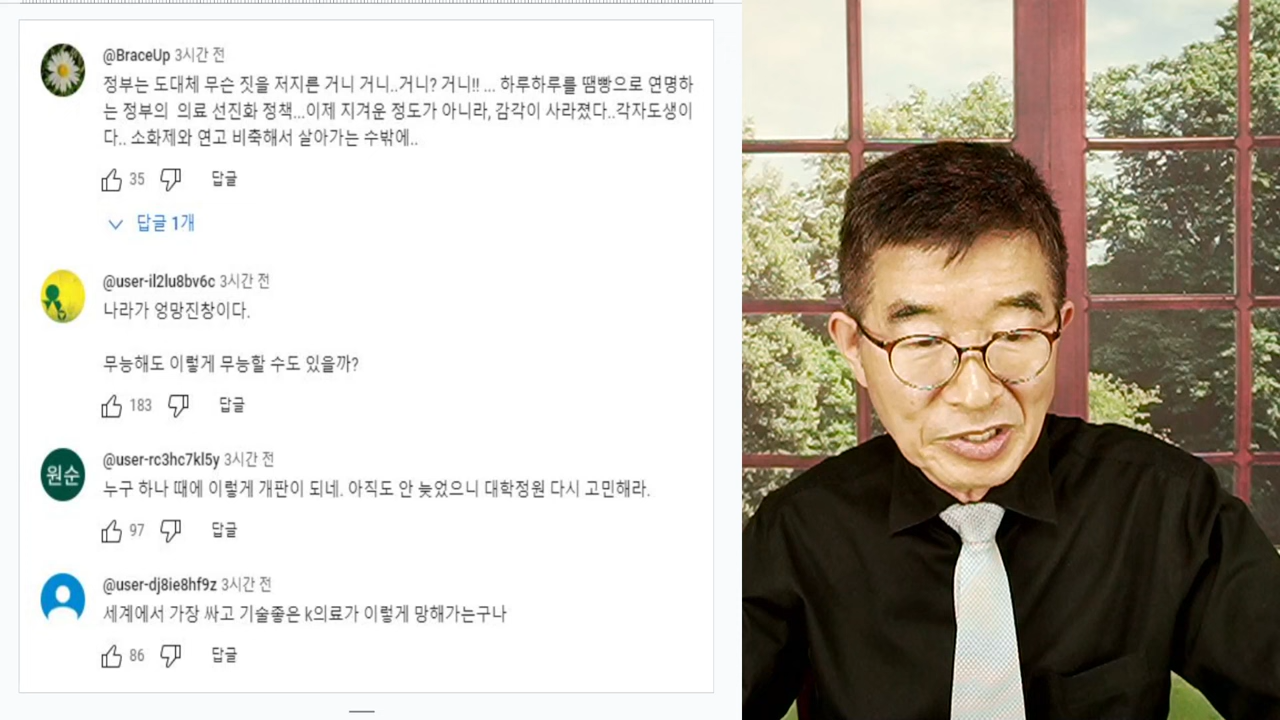 @BraceUp 3시간 전
정부는 도대체 무슨 짓을 저지른 거니 거니..거니? 거니!! ... 하루하루를 땜빵으로 연명하
는 정부의 의료 선진화 정책...이제 지겨운 정도가 아니라, 감각이 사라졌다..각자도생이
다.. 소화제와 연고 비축해서 살아가는 수밖에..
35 답글
답글 1개
@user-il2lu8bv6c 3시간 전
나라가 엉망진창이다.
무능해도 이렇게 무능할 수도 있을까?
183 답글
원순
@user-rc3hc7kl5y 3시간 전
누구 하나 때에 이렇게 개판이 되네. 아직도 안 늦었으니 대학정원 다시 고민해라.
97 답글
@user-dj8ie8hf9z 3시간 전
세계에서 가장 싸고 기술좋은 k의료가 이렇게 망해가는구나
86 답글